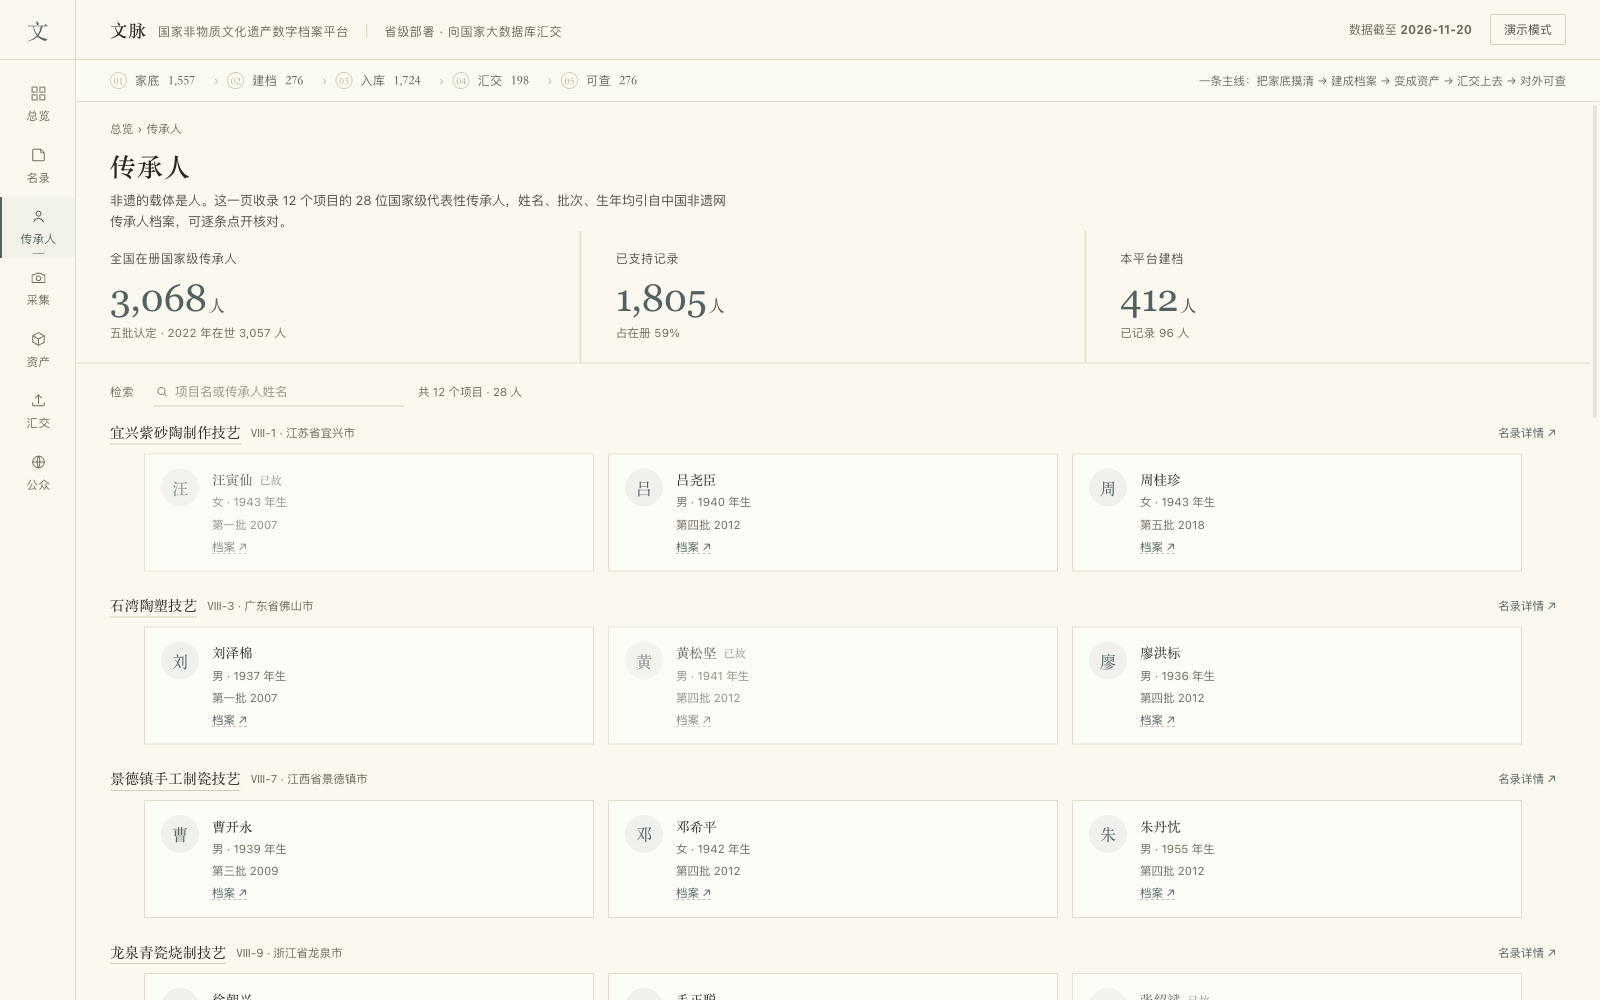 文
文脉 国家非物质文化遗产数字档案平台 省级部署 · 向国家大数据库汇交
数据截至 2026-11-20 演示模式
01 家底 1,557 › 02 建档 276 › 03 入库 1,724 › 04 汇交 198 › 05 可查 276
一条主线：把家底摸清 → 建成档案 → 变成资产 → 汇交上去 → 对外可查
总览
名录
传承人
采集
资产
汇交
公众
总览 › 传承人
传承人
非遗的载体是人。这一页收录 12 个项目的 28 位国家级代表性传承人，姓名、批次、生年均引自中国非遗网
传承人档案，可逐条点开核对。
全国在册国家级传承人
3,068 人
五批认定 · 2022 年在世 3,057 人
已支持记录
1,805 人
占在册 59%
本平台建档
412 人
已记录 96 人
检索 项目名或传承人姓名 共 12 个项目 · 28 人
宜兴紫砂陶制作技艺 VIII-1 · 江苏省宜兴市 名录详情 ↗
汪
汪寅仙 已故
女 · 1943 年生
第一批 2007
档案 ↗
吕
吕尧臣
男 · 1940 年生
第四批 2012
档案 ↗
周
周桂珍
女 · 1943 年生
第五批 2018
档案 ↗
石湾陶塑技艺 VIII-3 · 广东省佛山市 名录详情 ↗
刘
刘泽棉
男 · 1937 年生
第一批 2007
档案 ↗
黄
黄松坚 已故
男 · 1941 年生
第四批 2012
档案 ↗
廖
廖洪标
男 · 1936 年生
第四批 2012
档案 ↗
景德镇手工制瓷技艺 VIII-7 · 江西省景德镇市 名录详情 ↗
曹
曹开永
男 · 1939 年生
第三批 2009
档案 ↗
邓
邓希平
女 · 1942 年生
第四批 2012
档案 ↗
朱
朱丹忱
男 · 1955 年生
第四批 2012
档案 ↗
龙泉青瓷烧制技艺 VIII-9 · 浙江省龙泉市 名录详情 ↗
徐朝兴
毛正聪
张绍斌 已故